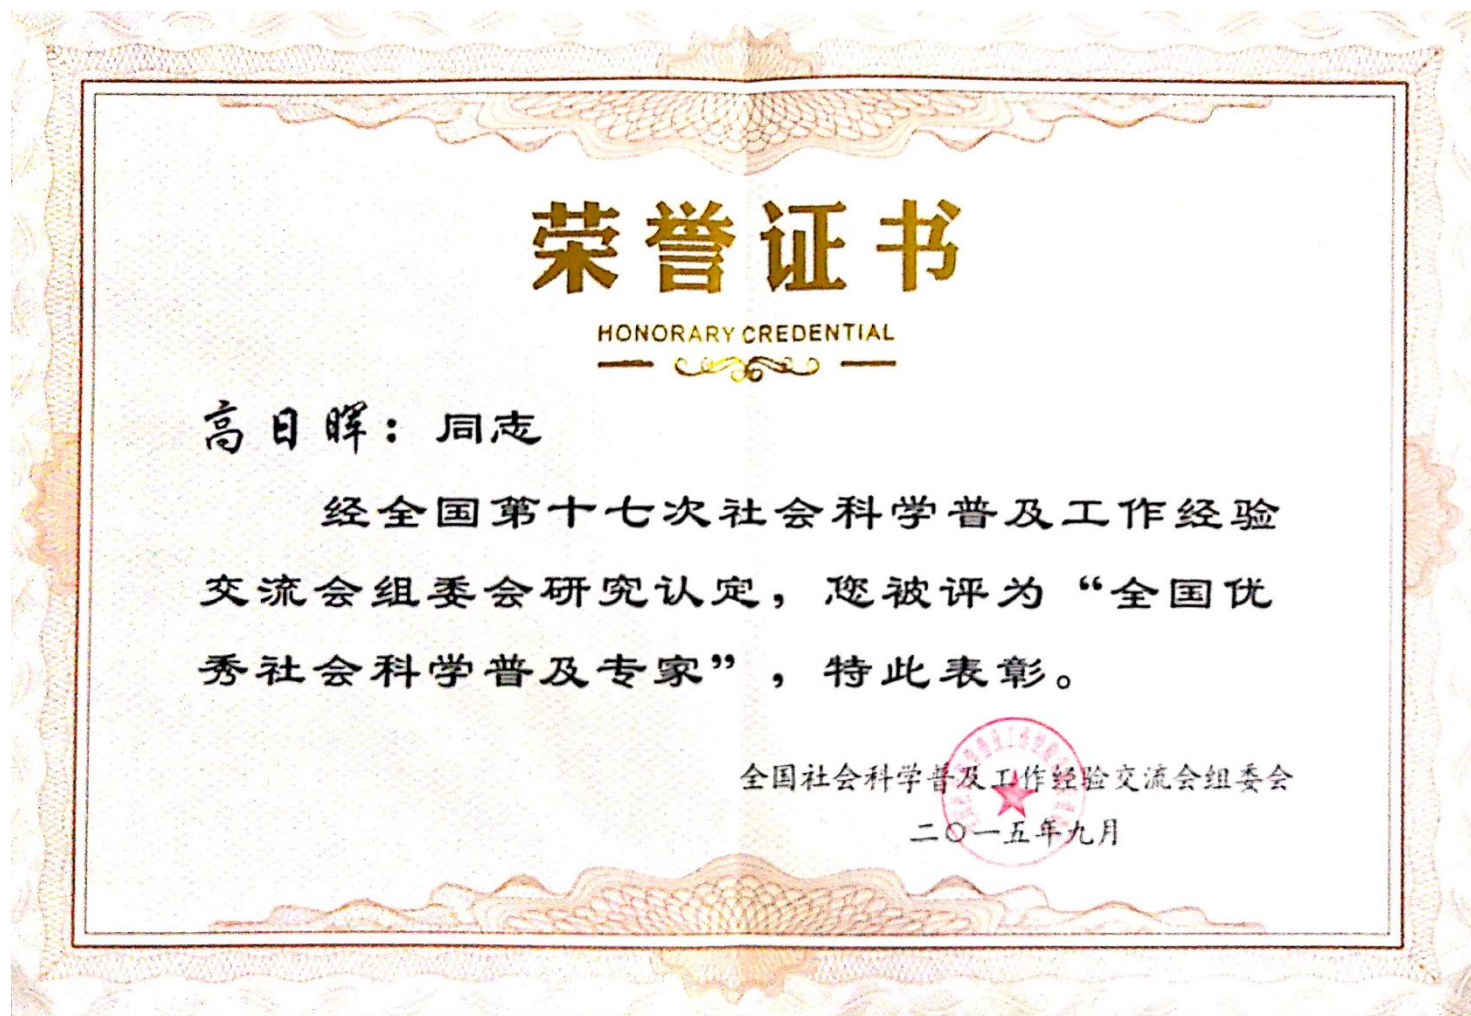 荣誉证书
HONORARY CREDENTIAL
高日晖：同志
经全国第十七次社会科学普及工作经验
交流会组委会研究认定，您被评为“全国优
秀社会科学普及专家”，特此表彰。
全国社会科学普及工作经验交流会组委会
二〇一五年九月